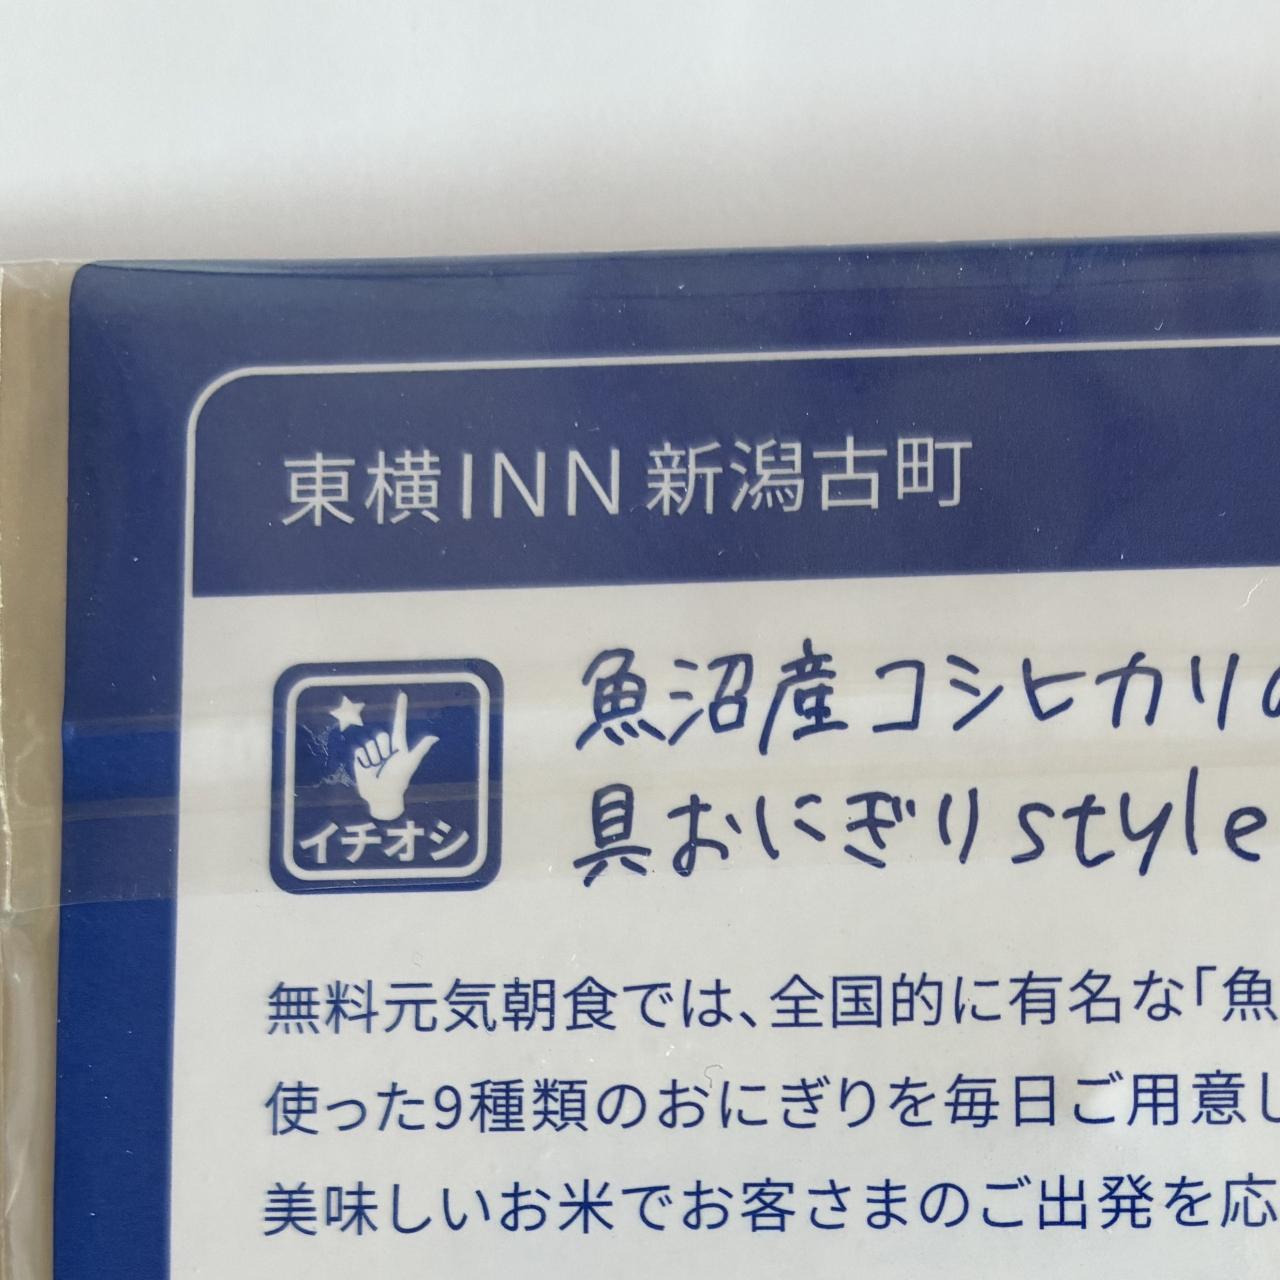 東横INN 新潟古町
イチオシ
魚沼産コシヒカリの
具おにぎりstyle
無料元気朝食では、全国的に有名な「魚
使った9種類のおにぎりを毎日ご用意し
美味しいお米でお客さまのご出発を応